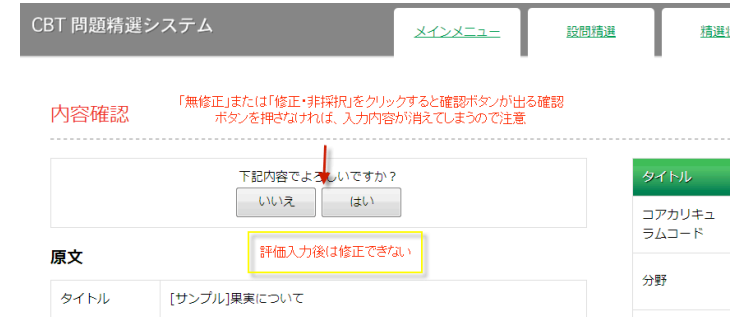 CBT 問題精選システム
メインメニュー
設問精選
精選
内容確認
「無修正」または「修正・非採択」をクリックすると確認ボタンが出る確認
ボタンを押さなければ、入力内容が消えてしまうので注意
下記内容でよろしいですか？
いいえ
はい
評価入力後は修正できない
原文
タイトル
[サンプル]果実について
タイトル
コアカリキュ
ラムコード
分野